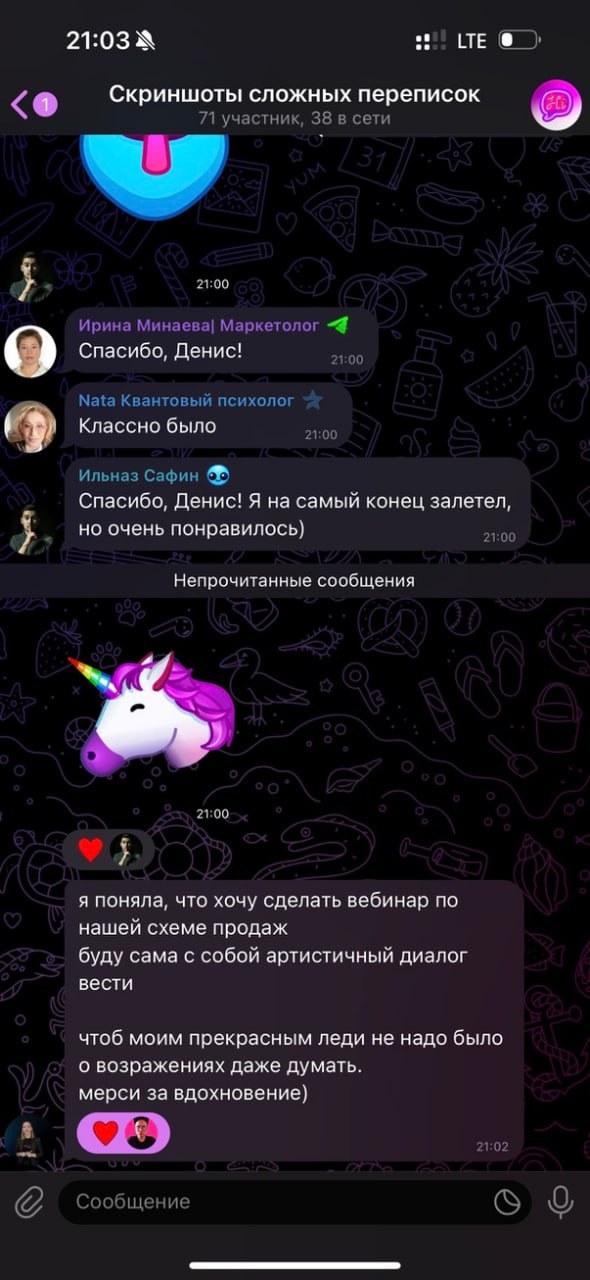 21:03
LTE
1
Скриншоты сложных переписок
71 участник, 38 в сети
Hi
31
YUM
21:00
Ирина Минаева| Маркетолог
Спасибо, Денис!
21:00
Nata Квантовый психолог
Классно было
21:00
Ильназ Сафин
Спасибо, Денис! Я на самый конец залетел,
но очень понравилось)
21:00
Непрочитанные сообщения
21:00
я поняла, что хочу сделать вебинар по
нашей схеме продаж
буду сама с собой артистичный диалог
вести
чтоб моим прекрасным леди не надо было
о возражениях даже думать.
мерси за вдохновение)
21:02
Сообщение